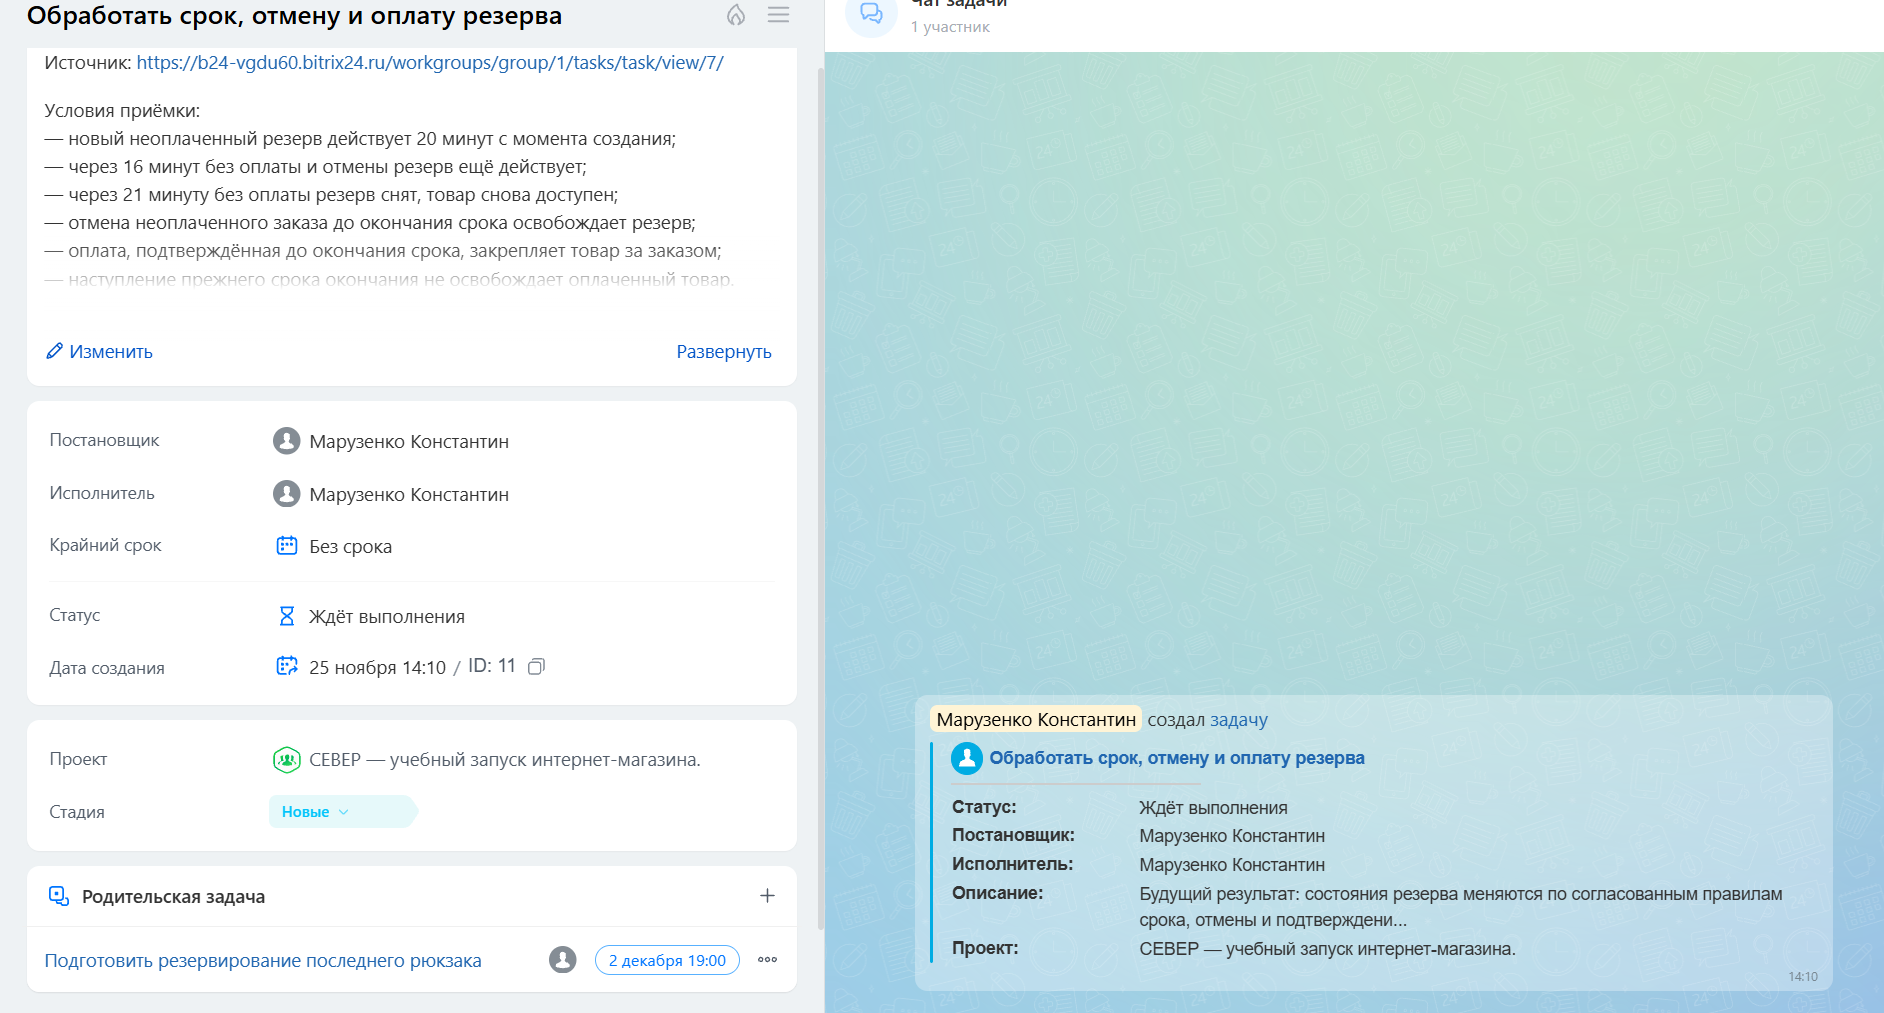 Обработать срок, отмену и оплату резерва
Источник: https://b24-vgdu60.bitrix24.ru/workgroups/group/1/tasks/task/view/7/
Условия приёмки:
— новый неоплаченный резерв действует 20 минут с момента создания;
— через 16 минут без оплаты и отмены резерв ещё действует;
— через 21 минуту без оплаты резерв снят, товар снова доступен;
— отмена неоплаченного заказа до окончания срока освобождает резерв;
— оплата, подтверждённая до окончания срока, закрепляет товар за заказом;
— наступление прежнего срока окончания не освобождает оплаченный товар.
Изменить
Развернуть
Постановщик
Марузенко Константин
Исполнитель
Марузенко Константин
Крайний срок
Без срока
Статус
Ждёт выполнения
Дата создания
25 ноября 14:10 / ID: 11
Проект
СЕВЕР — учебный запуск интернет-магазина.
Стадия
Новые
Родительская задача
Подготовить резервирование последнего рюкзака
2 декабря 19:00
Чат задачи
1 участник
Марузенко Константин создал задачу
Обработать срок, отмену и оплату резерва
Статус: Ждёт выполнения
Постановщик: Марузенко Константин
Исполнитель: Марузенко Константин
Описание: Будущий результат: состояния резерва меняются по согласованным правилам
срока, отмены и подтверждени...
Проект: СЕВЕР — учебный запуск интернет-магазина.
14:10